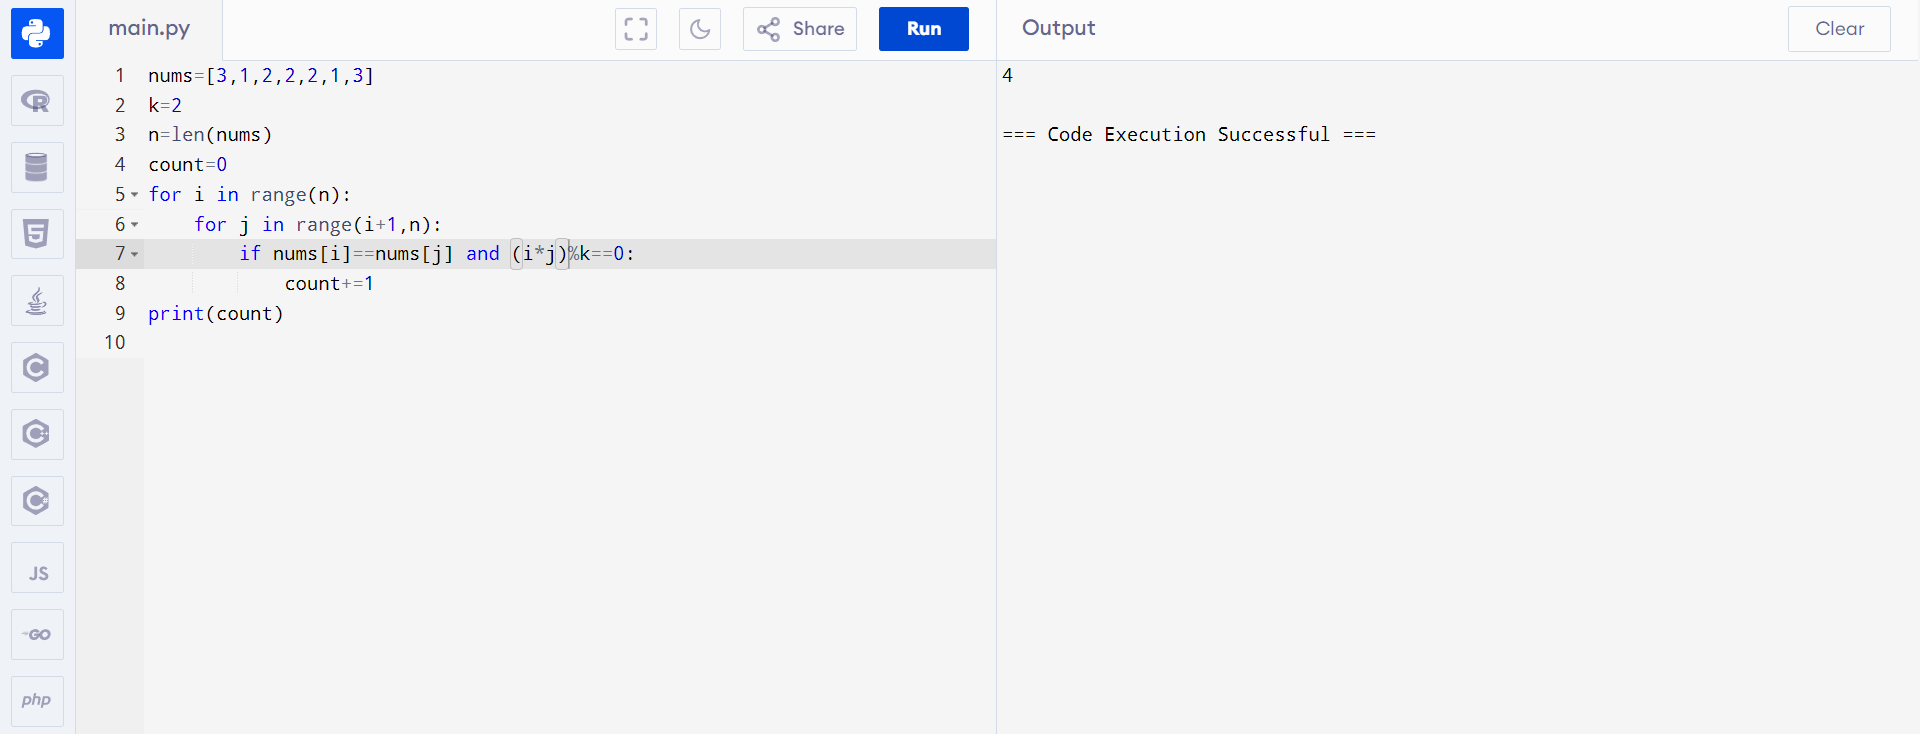 main.py
Share
Run
Output
Clear
1 nums=[3,1,2,2,2,1,3]
2 k=2
3 n=len(nums)
4 count=0
5 for i in range(n):
6     for j in range(i+1,n):
7         if nums[i]==nums[j] and (i*j)%k==0:
8             count+=1
9 print(count)
10
4
=== Code Execution Successful ===
R
5
C
C++
C#
JS
GO
php